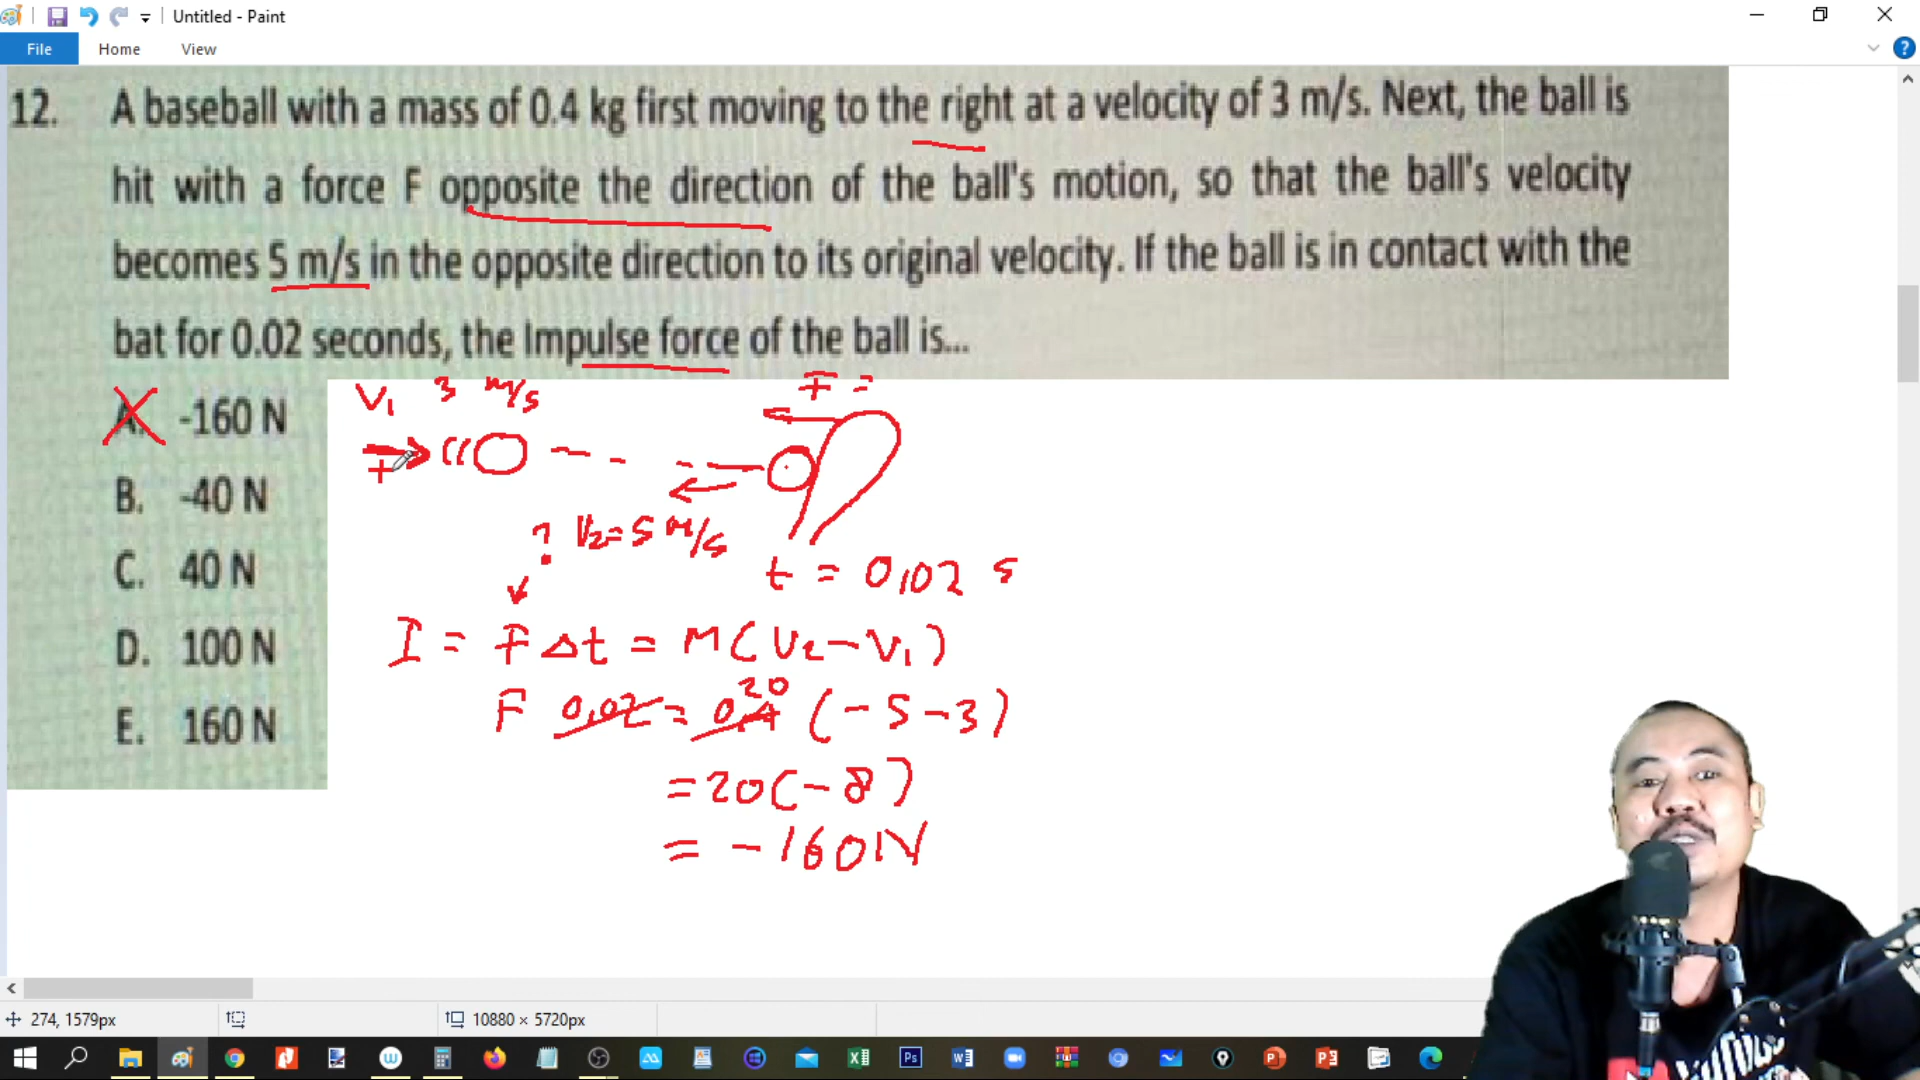 Untitled - Paint
File Home View
12. A baseball with a mass of 0.4 kg first moving to the right at a velocity of 3 m/s. Next, the ball is
hit with a force F opposite the direction of the ball's motion, so that the ball's velocity
becomes 5 m/s in the opposite direction to its original velocity. If the ball is in contact with the
bat for 0.02 seconds, the Impulse force of the ball is...
A. -160 N
B. -40 N
C. 40 N
D. 100 N
E. 160 N
V1 3 m/s
F =
+
? V2 = 5 m/s
t = 0,02 s
I = F Δt = M (V2 - V1)
20
F 0,02 = 0,4 (-5-3)
= 20(-8)
= -160 N
274, 1579px
10880 × 5720px